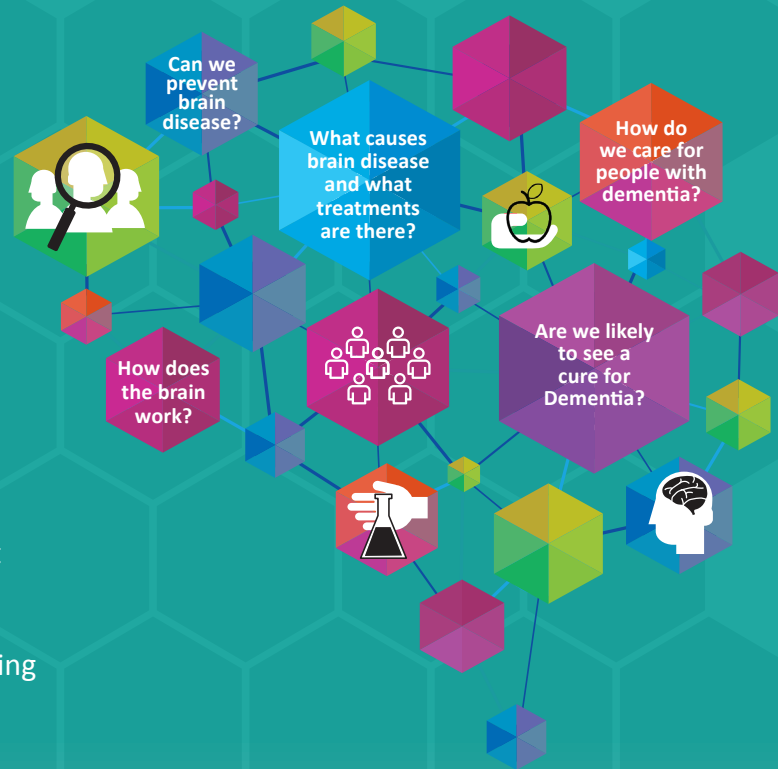 Can we
prevent
brain
disease?
What causes
brain disease
and what
treatments
are there?
How do
we care for
people with
dementia?
Are we likely
to see a
cure for
Dementia?
How does
the brain
work?
ing